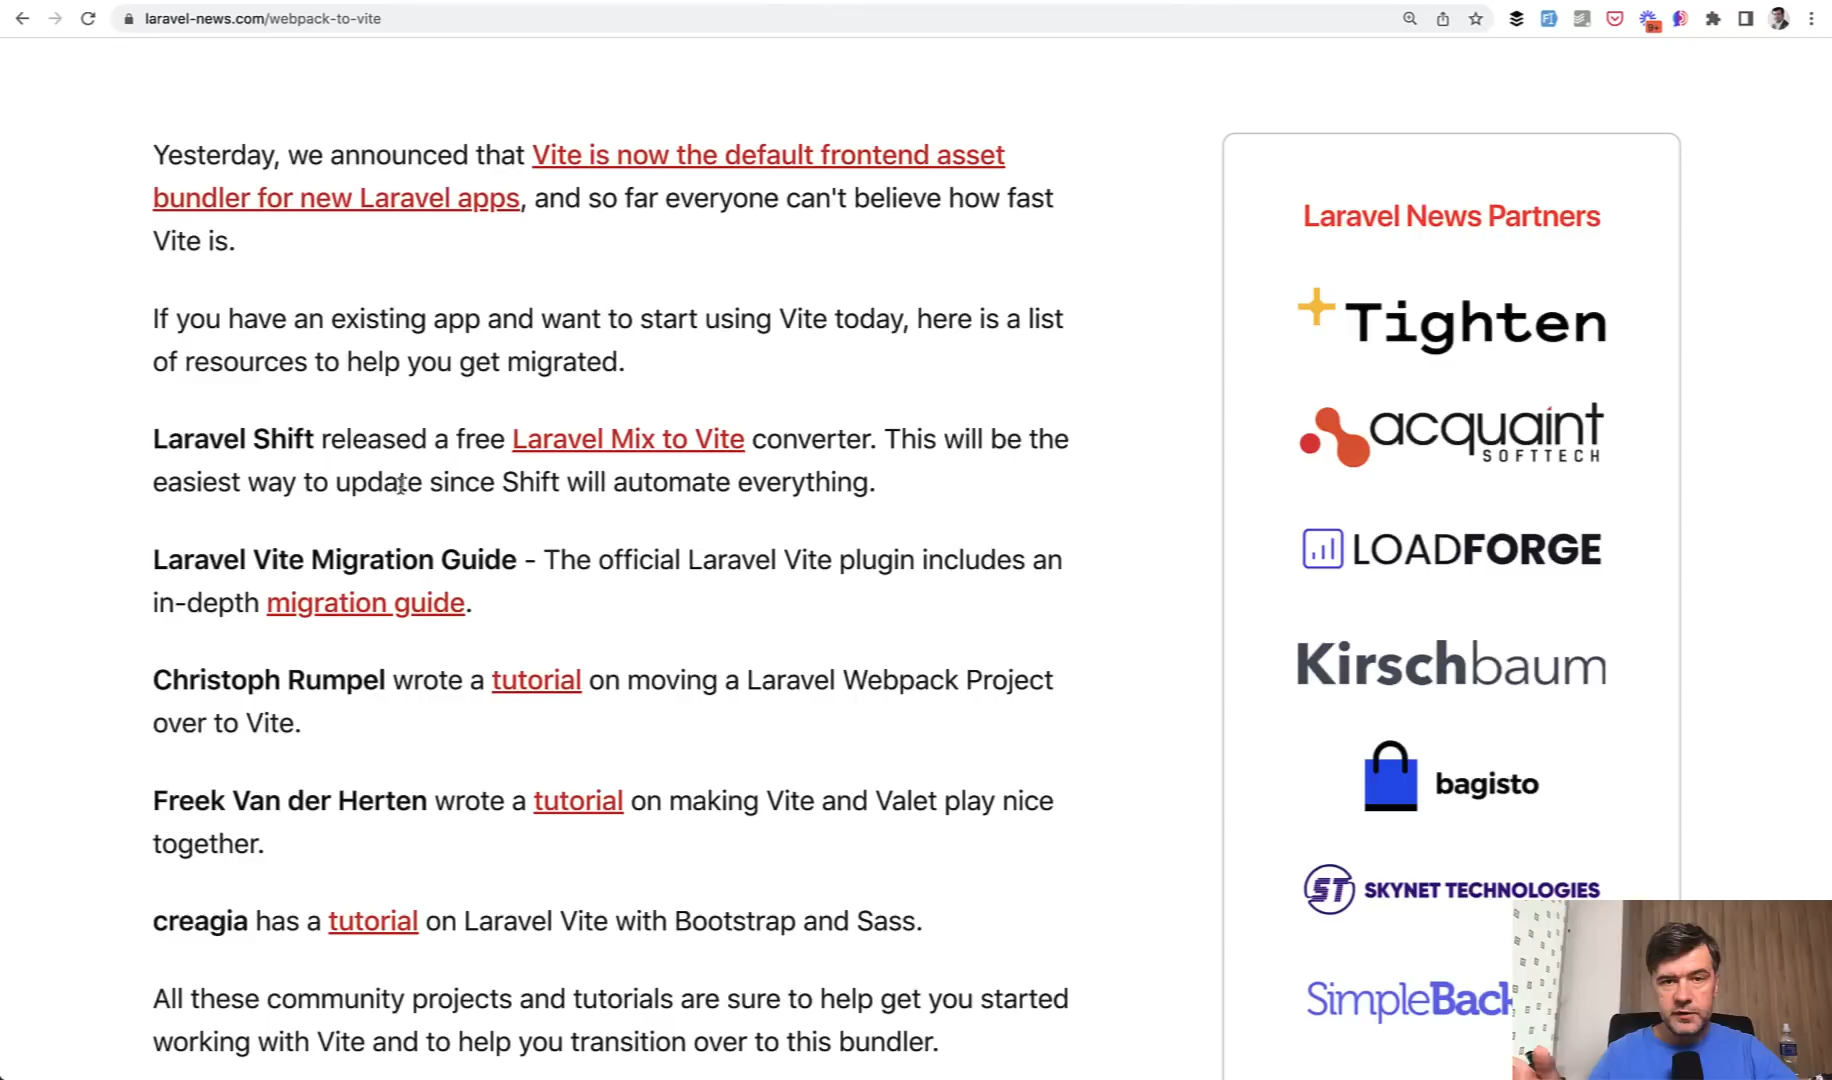 laravel-news.com/webpack-to-vite
9+
Yesterday, we announced that Vite is now the default frontend asset
bundler for new Laravel apps, and so far everyone can't believe how fast
Vite is.
If you have an existing app and want to start using Vite today, here is a list
of resources to help you get migrated.
Laravel Shift released a free Laravel Mix to Vite converter. This will be the
easiest way to update since Shift will automate everything.
Laravel Vite Migration Guide - The official Laravel Vite plugin includes an
in-depth migration guide.
Christoph Rumpel wrote a tutorial on moving a Laravel Webpack Project
over to Vite.
Freek Van der Herten wrote a tutorial on making Vite and Valet play nice
together.
creagia has a tutorial on Laravel Vite with Bootstrap and Sass.
All these community projects and tutorials are sure to help get you started
working with Vite and to help you transition over to this bundler.
Laravel News Partners
Tighten
acquaint
SOFTTECH
LOADFORGE
Kirschbaum
bagisto
ST SKYNET TECHNOLOGIES
SimpleBack